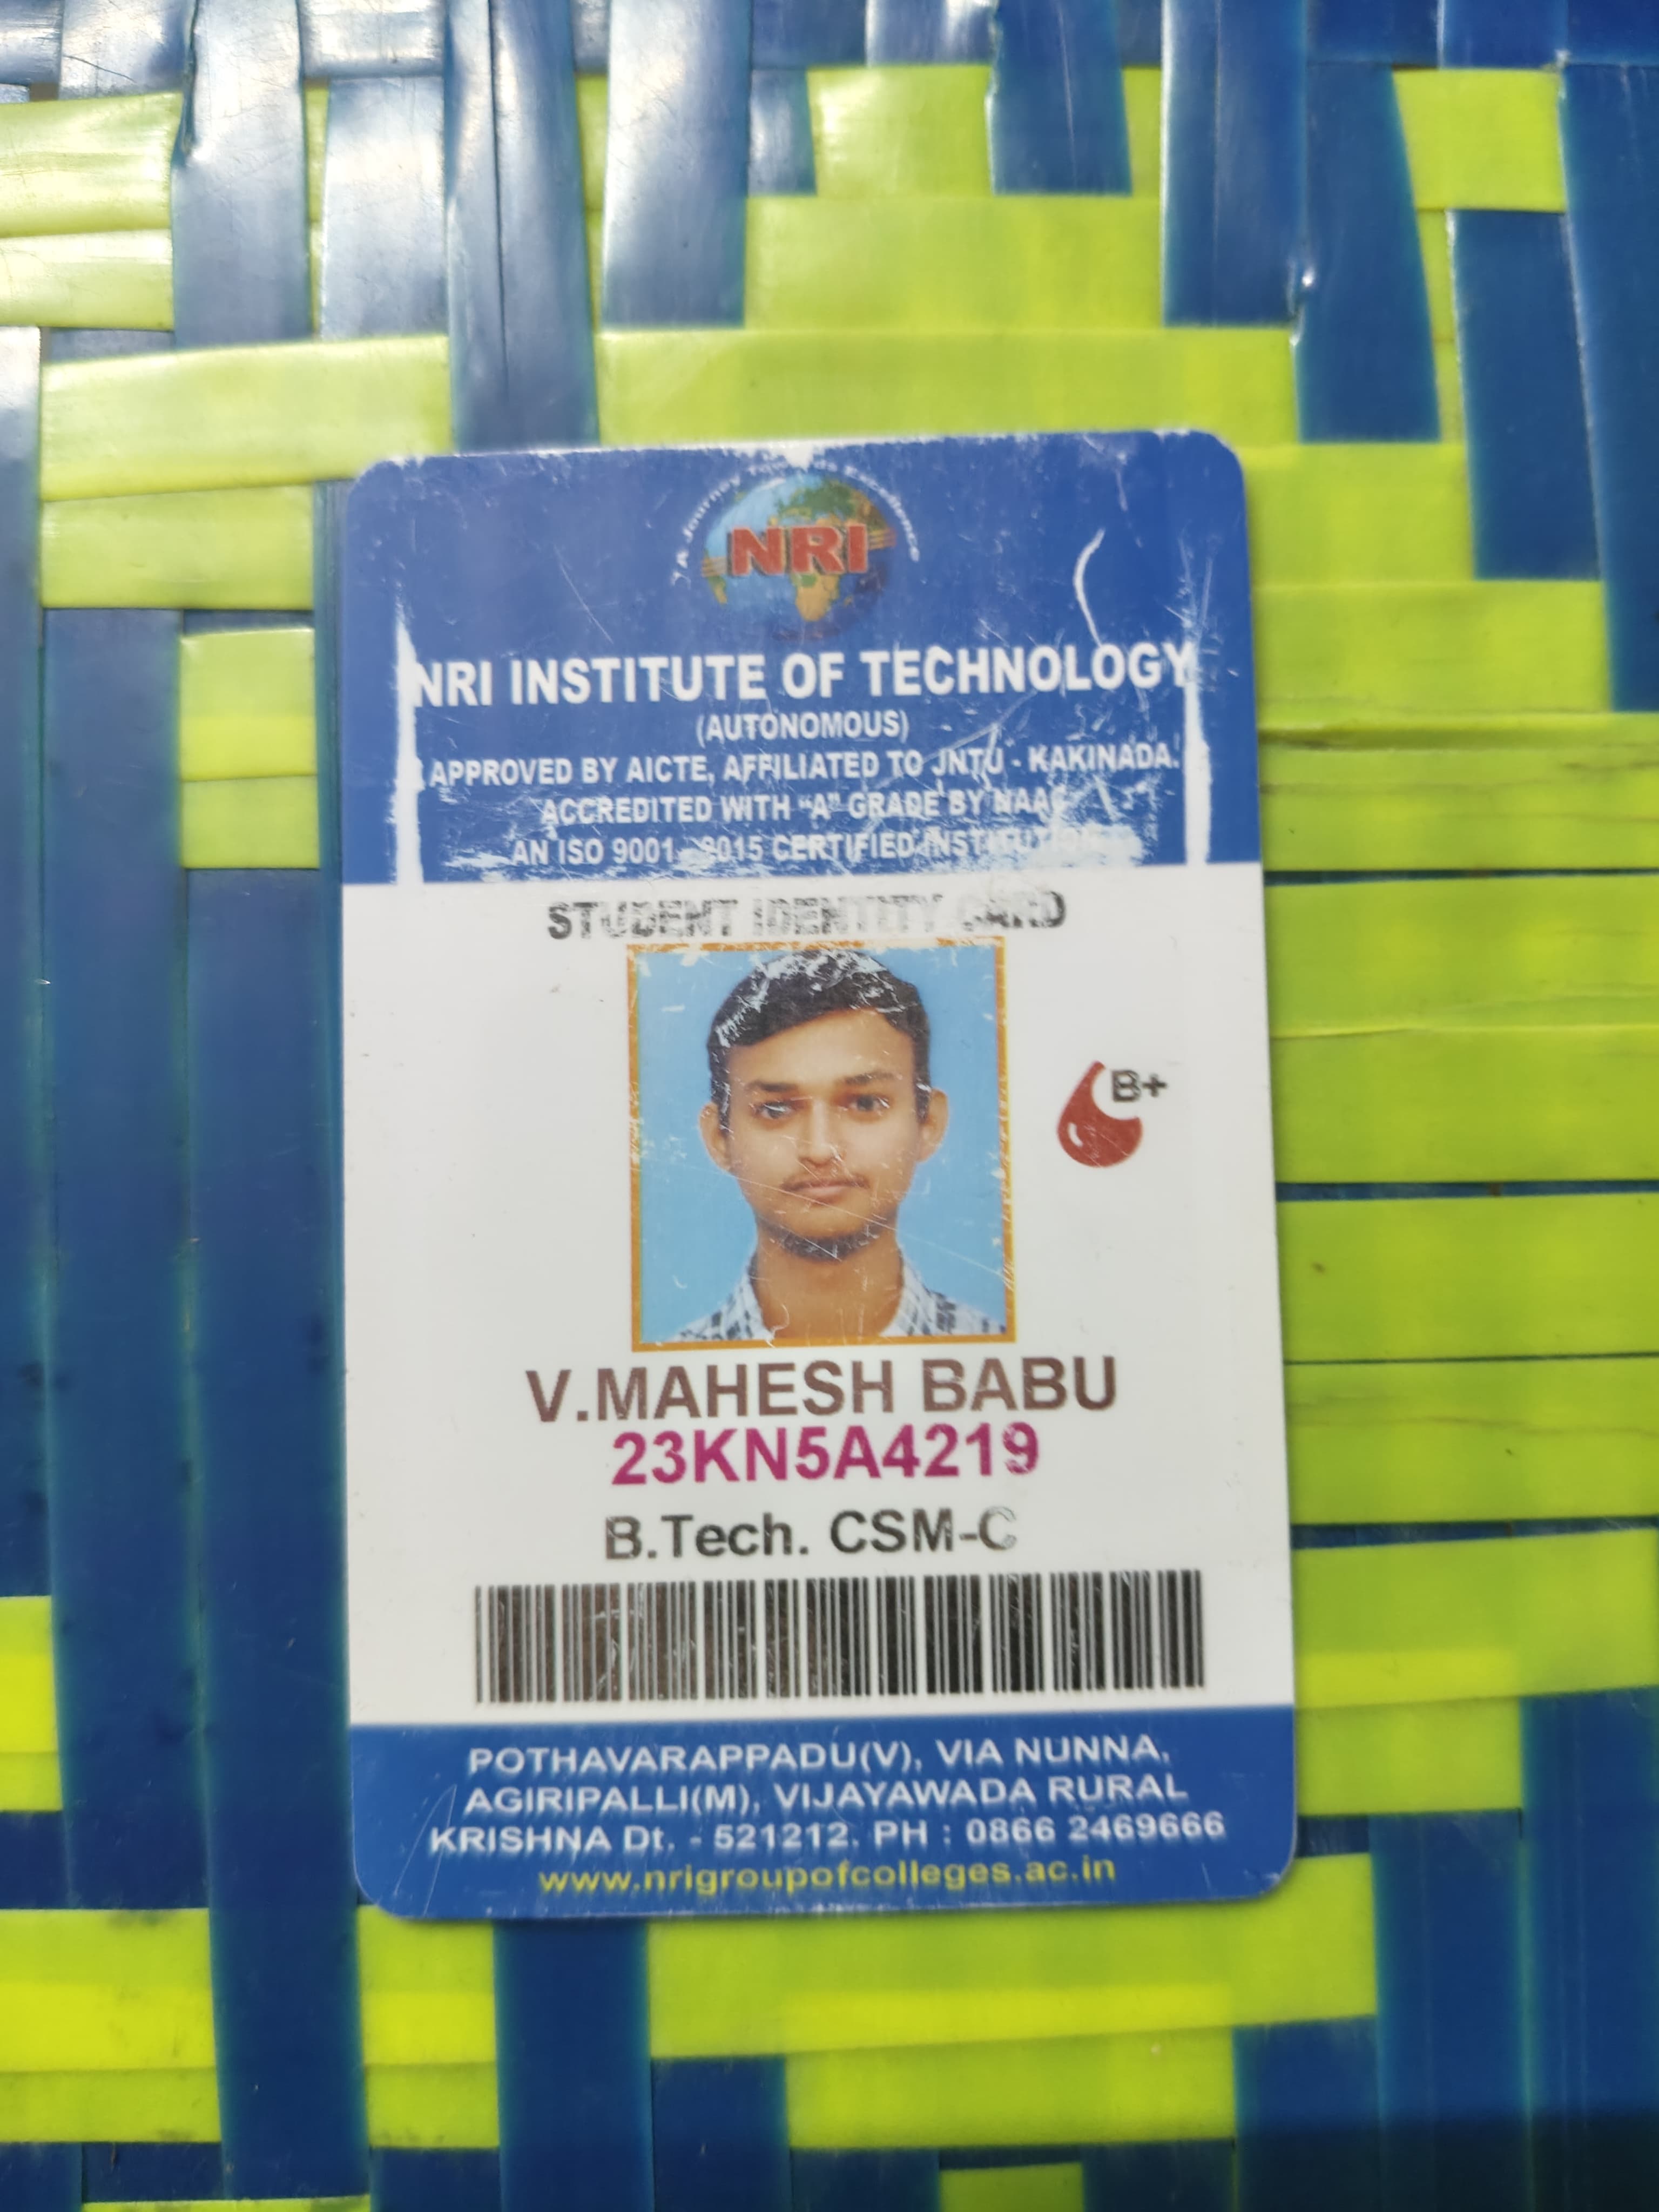 A Journey Towards Excellence
NRI
NRI INSTITUTE OF TECHNOLOGY
(AUTONOMOUS)
APPROVED BY AICTE, AFFILIATED TO JNTU - KAKINADA.
ACCREDITED WITH “A” GRADE BY NAAC
AN ISO 9001 2015 CERTIFIED INSTITUTION
STUDENT IDENTITY CARD
B+
V.MAHESH BABU
23KN5A4219
B.Tech. CSM-C
POTHAVARAPPADU(V), VIA NUNNA,
AGIRIPALLI(M), VIJAYAWADA RURAL
KRISHNA Dt. - 521212. PH : 0866 2469666
www.nrigroupofcolleges.ac.in